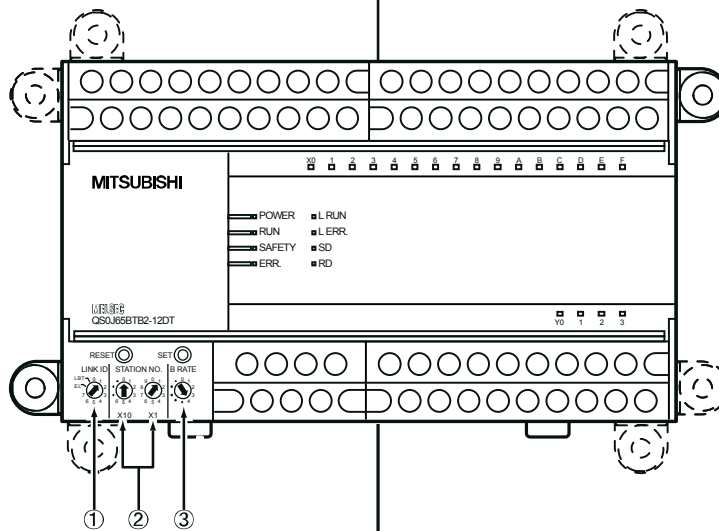 X0 1 2 3 4 5 6 7 8 9 A B C D E F
MITSUBISHI
POWER L RUN
RUN L ERR.
SAFETY SD
ERR. RD
MELSEC
QS0J65BTB2-12DT
Y0 1 2 3
RESET SET
LINK ID STATION NO. B RATE
LBT
EL
X10 X1
① ② ③